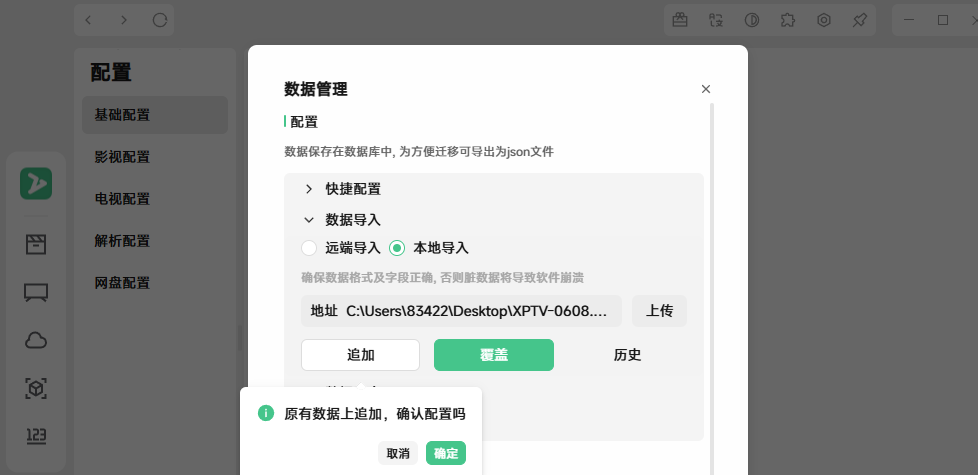 配置
基础配置
影视配置
电视配置
解析配置
网盘配置
123
数据管理
配置
数据保存在数据库中, 为方便迁移可导出为json文件
快捷配置
数据导入
远端导入 本地导入
确保数据格式及字段正确, 否则脏数据将导致软件崩溃
地址 C:\Users\83422\Desktop\XPTV-0608.... 上传
追加 覆盖 历史
原有数据上追加，确认配置吗
取消 确定